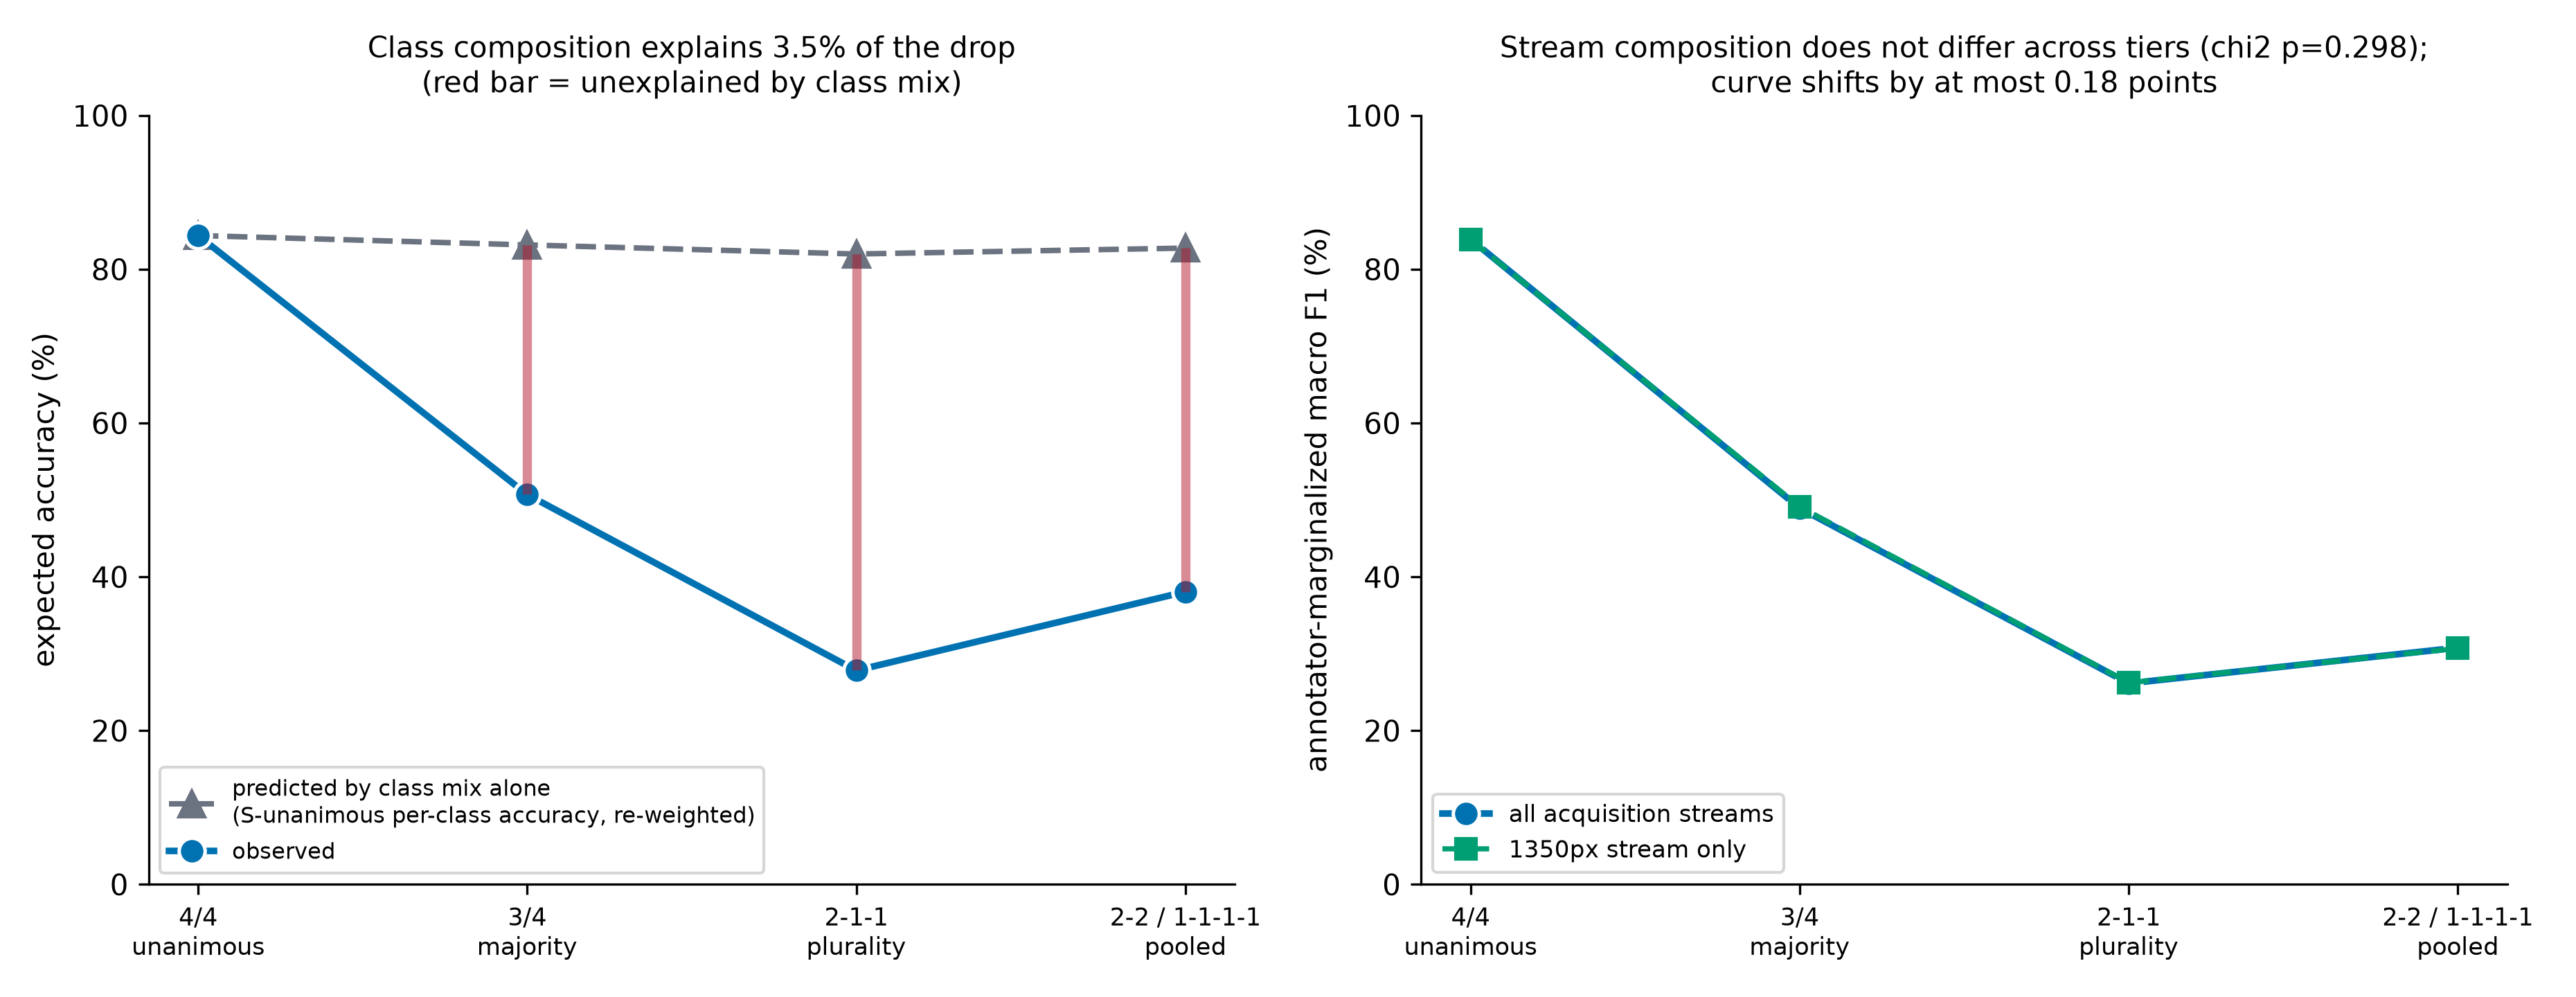 Class composition explains 3.5% of the drop
(red bar = unexplained by class mix)
100
80
60
40
20
0
expected accuracy (%)
predicted by class mix alone
(S-unanimous per-class accuracy, re-weighted)
observed
4/4
unanimous
3/4
majority
2-1-1
plurality
2-2 / 1-1-1-1
pooled
Stream composition does not differ across tiers (chi2 p=0.298);
curve shifts by at most 0.18 points
100
80
60
40
20
0
annotator-marginalized macro F1 (%)
all acquisition streams
1350px stream only
4/4
unanimous
3/4
majority
2-1-1
plurality
2-2 / 1-1-1-1
pooled